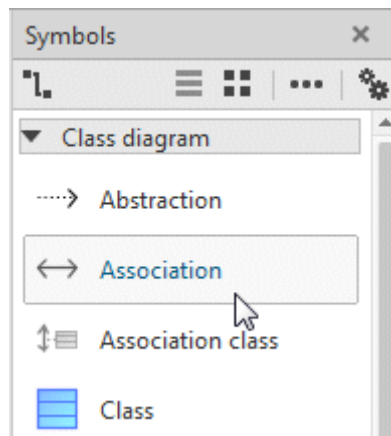 Symbols
Class diagram
Abstraction
Association
Association class
Class